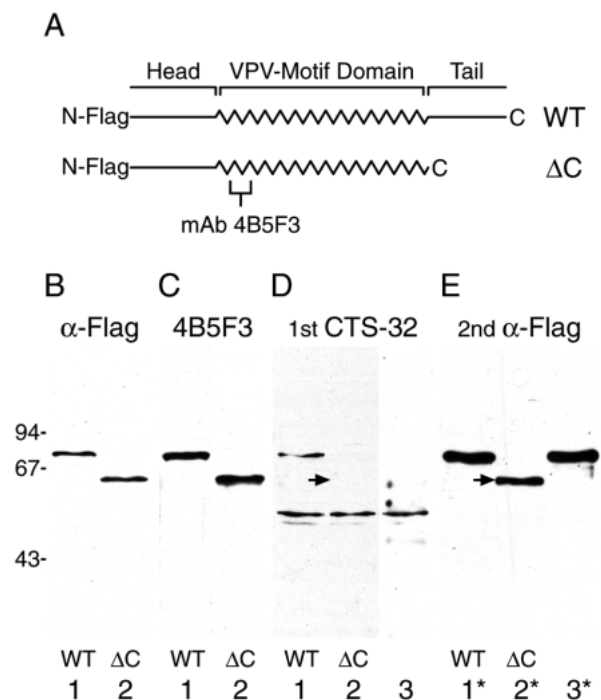 A
Head VPV-Motif Domain Tail
N-Flag C WT
N-Flag C ΔC
mAb 4B5F3
B C D E
α-Flag 4B5F3 1st CTS-32 2nd α-Flag
94-
67-
43-
WT ΔC WT ΔC WT ΔC WT ΔC
1 2 1 2 1 2 3 1* 2* 3*